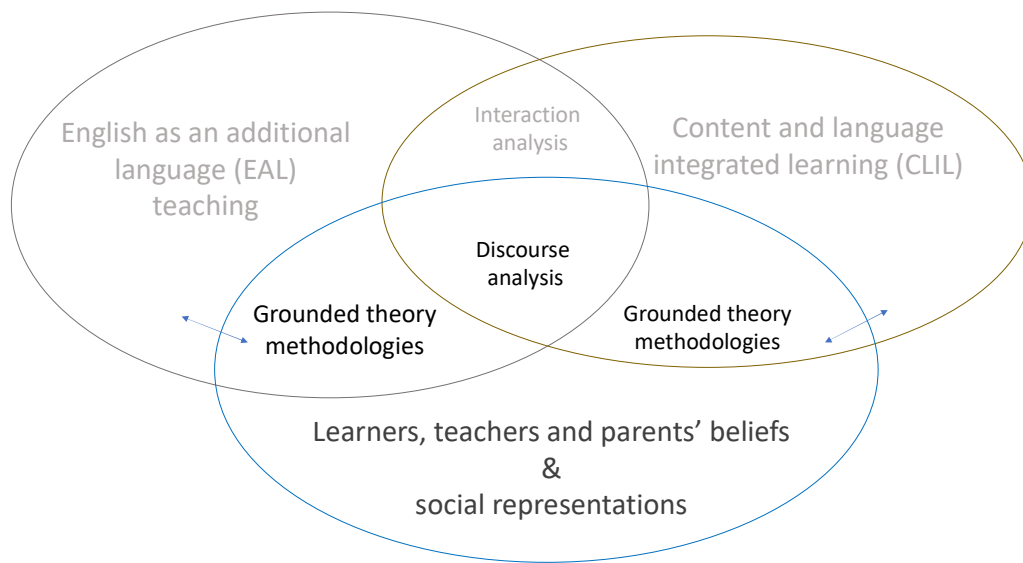 English as an additional
language (EAL)
teaching
Interaction
analysis
Content and language
integrated learning (CLIL)
Discourse
analysis
Grounded theory
methodologies
Grounded theory
methodologies
Learners, teachers and parents’ beliefs
&
social representations